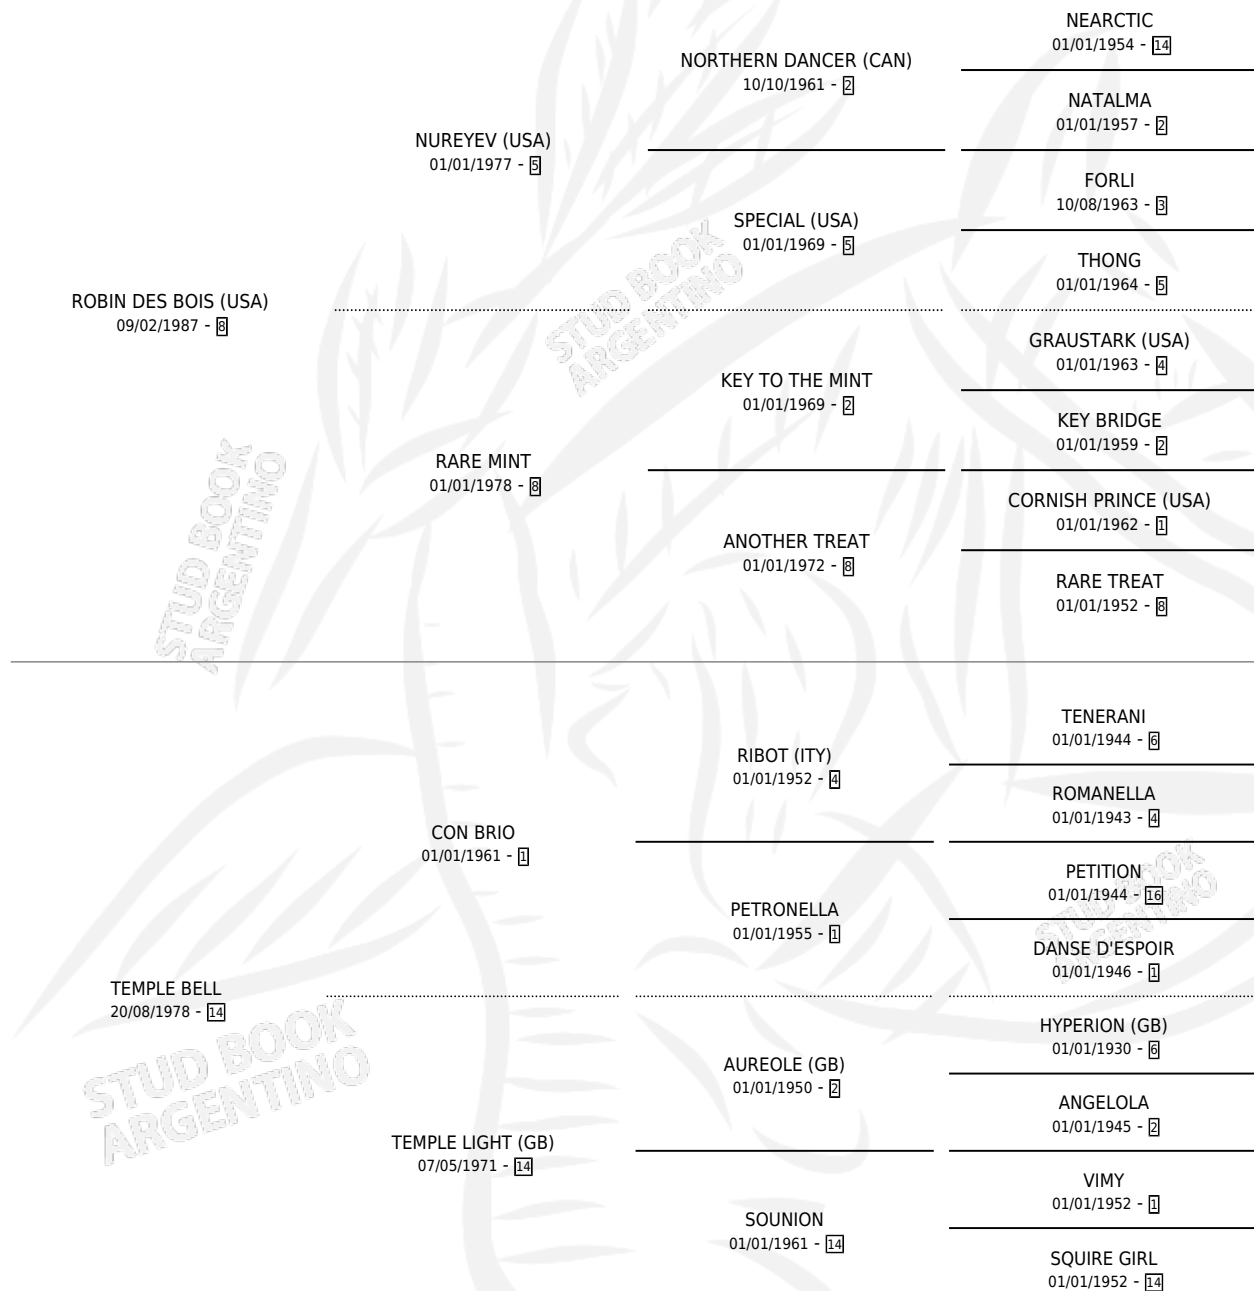 NEARCTIC
01/01/1954 - 14
NORTHERN DANCER (CAN)
10/10/1961 - 2
NATALMA
01/01/1957 - 2
NUREYEV (USA)
01/01/1977 - 5
FORLI
10/08/1963 - 3
SPECIAL (USA)
01/01/1969 - 5
THONG
01/01/1964 - 5
ROBIN DES BOIS (USA)
09/02/1987 - 8
GRAUSTARK (USA)
01/01/1963 - 4
KEY TO THE MINT
01/01/1969 - 2
KEY BRIDGE
01/01/1959 - 2
RARE MINT
01/01/1978 - 8
CORNISH PRINCE (USA)
01/01/1962 - 1
ANOTHER TREAT
01/01/1972 - 8
RARE TREAT
01/01/1952 - 8
TENERANI
01/01/1944 - 6
RIBOT (ITY)
01/01/1952 - 4
ROMANELLA
01/01/1943 - 4
CON BRIO
01/01/1961 - 1
PETITION
01/01/1944 - 16
PETRONELLA
01/01/1955 - 1
DANSE D'ESPOIR
01/01/1946 - 1
TEMPLE BELL
20/08/1978 - 14
HYPERION (GB)
01/01/1930 - 6
AUREOLE (GB)
01/01/1950 - 2
ANGELOLA
01/01/1945 - 2
TEMPLE LIGHT (GB)
07/05/1971 - 14
VIMY
01/01/1952 - 1
SOUNION
01/01/1961 - 14
SQUIRE GIRL
01/01/1952 - 14
STUD BOOK
ARGENTINO
STUD BOOK
ARGENTINO
STUD BOOK
ARGENTINO
STUD BOOK
ARGENTINO